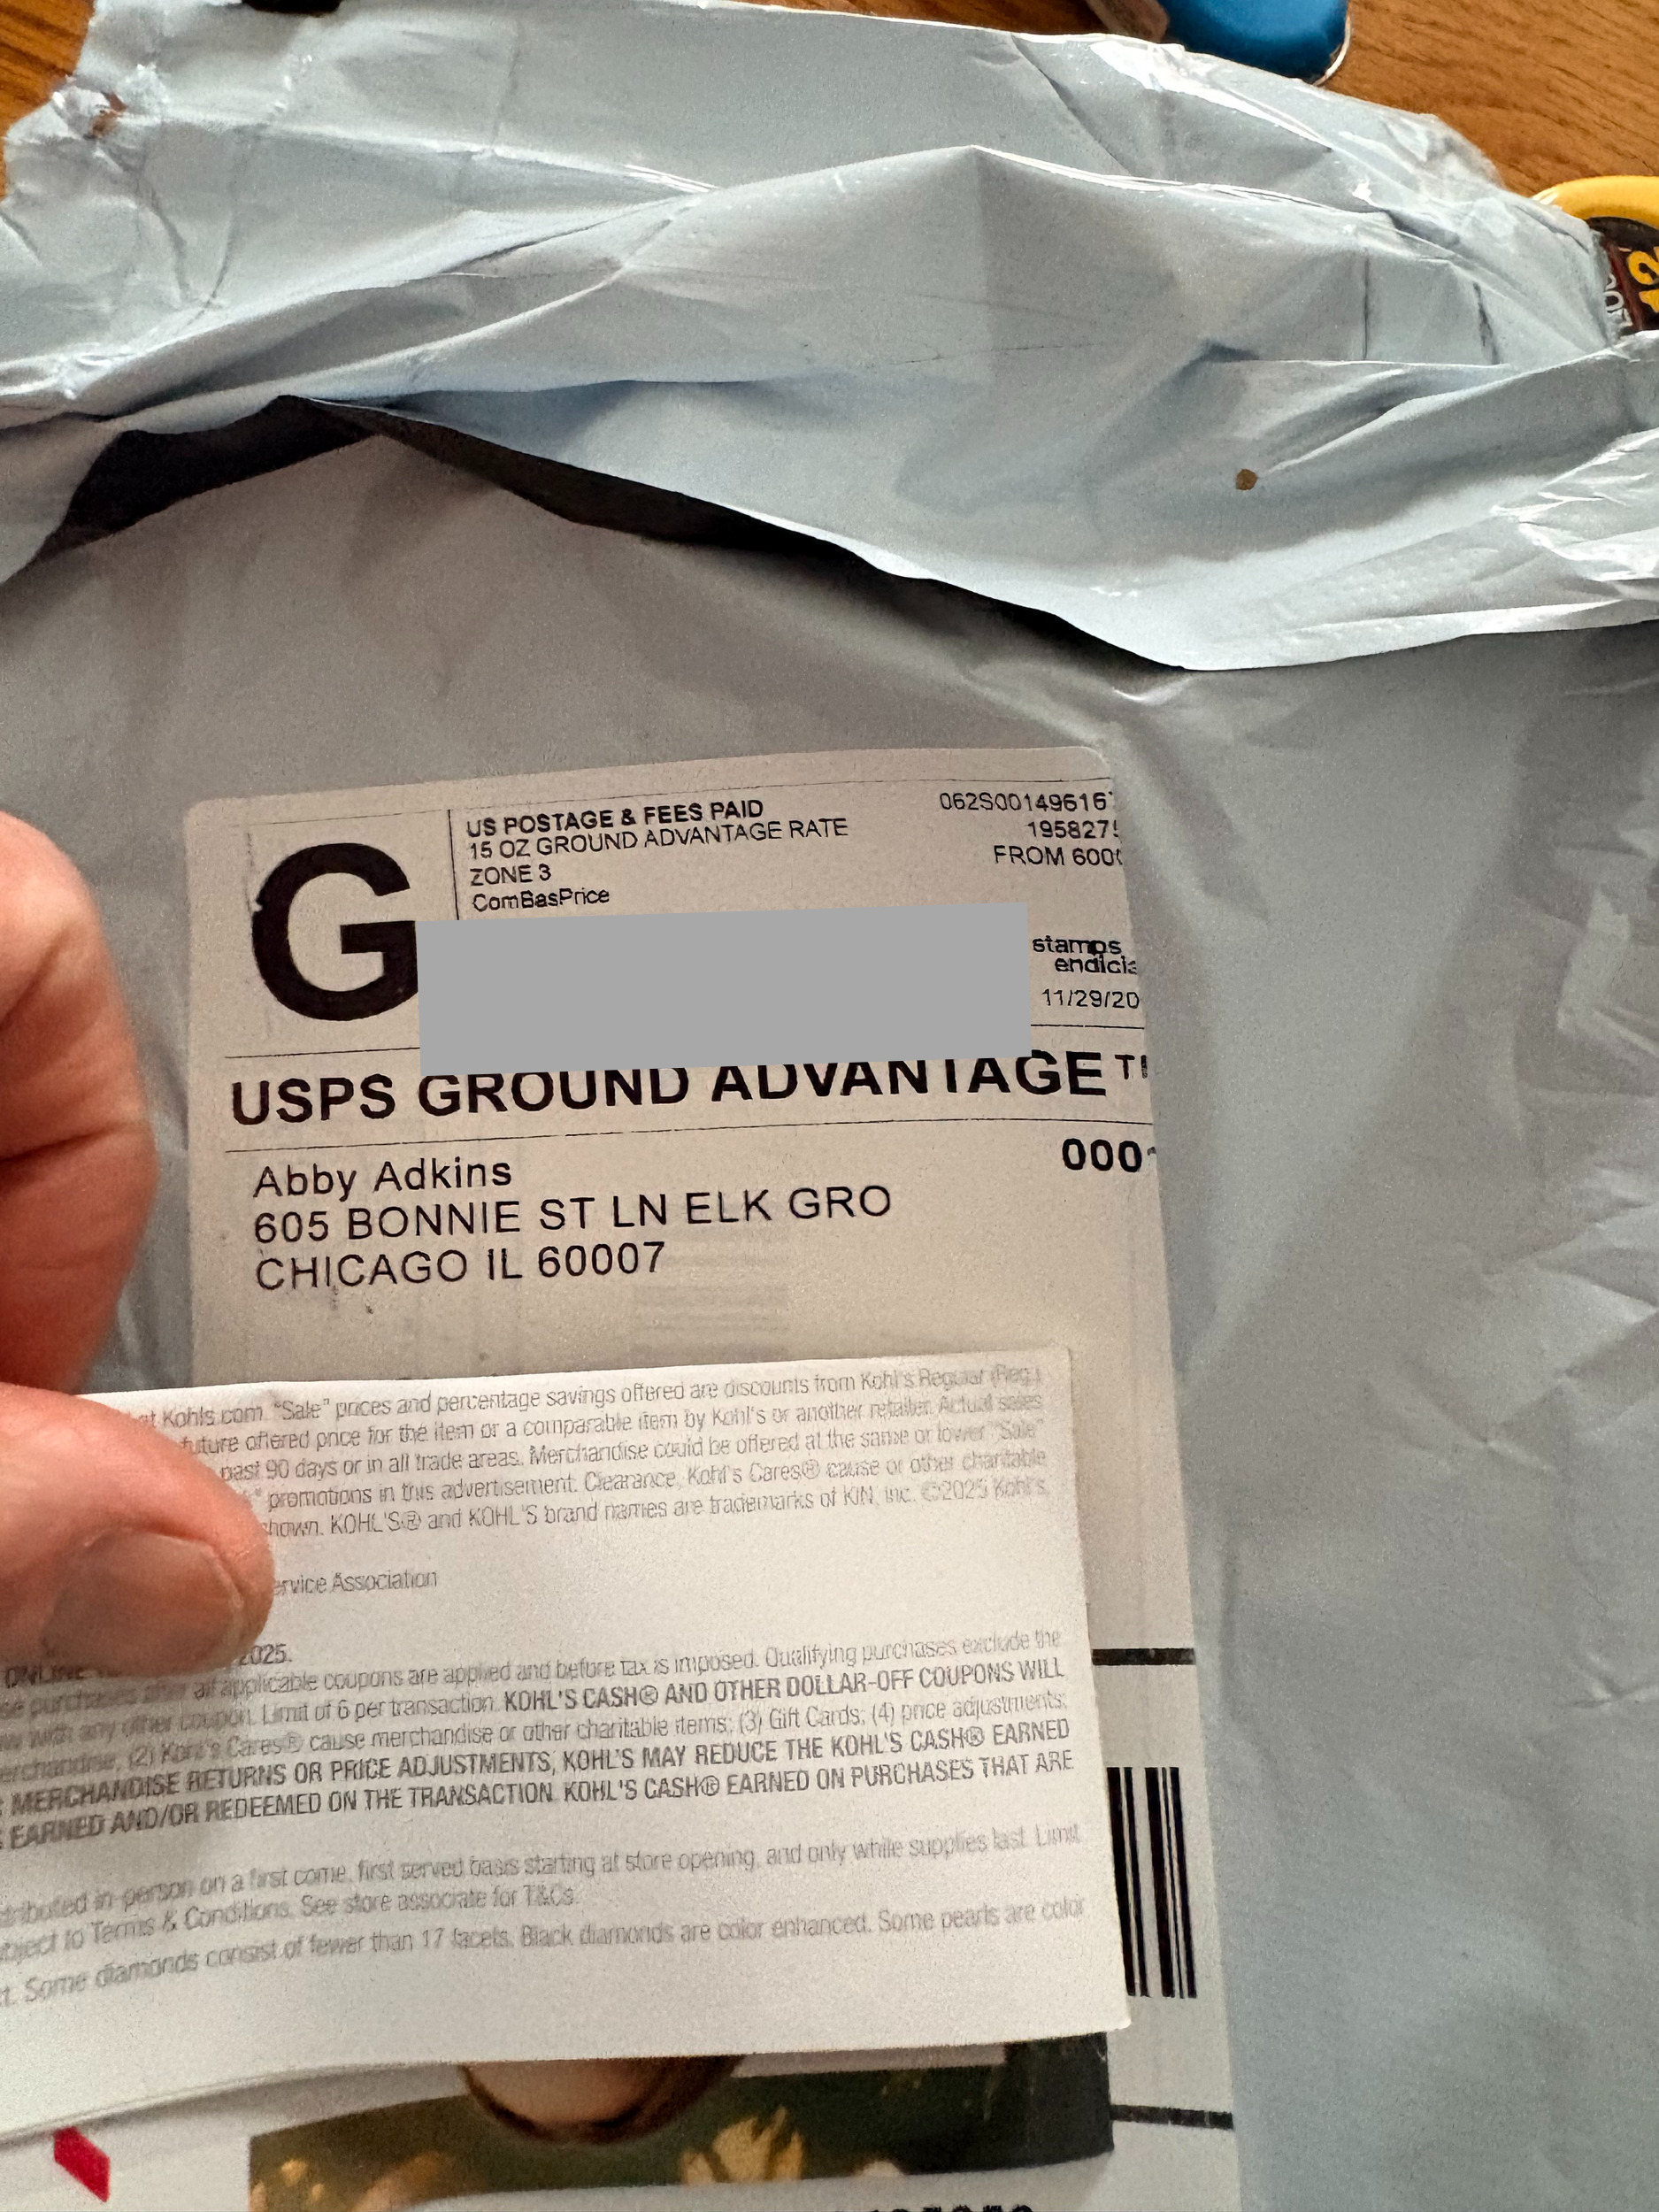 US POSTAGE & FEES PAID
15 OZ GROUND ADVANTAGE RATE
ZONE 3
ComBasPrice
062S00149616
195827
FROM 600
stamps
endicia
11/29/20
G
USPS GROUND ADVANTAGE
000
Abby Adkins
605 BONNIE ST LN ELK GRO
CHICAGO IL 60007
at Kohls.com. "Sale" prices and percentage savings offered are discounts from Kohl's Regular (Reg.)
future offered price for the item or a comparable item by Kohl's or another retailer. Actual sales
past 90 days or in all trade areas. Merchandise could be offered at the same or lower "Sale"
promotions in this advertisement. Clearance, Kohl's Cares® cause or other charitable
shown. KOHL'S® and KOHL'S brand names are trademarks of KIN, Inc. ©2025 Kohl's,
ervice Association
2025.
ONLINE
purchases after all applicable coupons are applied and before tax is imposed. Qualifying purchases exclude the
with any other coupon. Limit of 6 per transaction. KOHL'S CASH® AND OTHER DOLLAR-OFF COUPONS WILL
erchandise, (2) Kohl's Cares® cause merchandise or other charitable items; (3) Gift Cards; (4) price adjustments;
MERCHANDISE RETURNS OR PRICE ADJUSTMENTS, KOHL'S MAY REDUCE THE KOHL'S CASH® EARNED
EARNED AND/OR REDEEMED ON THE TRANSACTION. KOHL'S CASH® EARNED ON PURCHASES THAT ARE
tributed in-person on a first come, first served basis starting at store opening, and only while supplies last. Limit
bject to Terms & Conditions. See store associate for T&Cs.
t. Some diamonds consist of fewer than 17 facets. Black diamonds are color enhanced. Some pearls are color